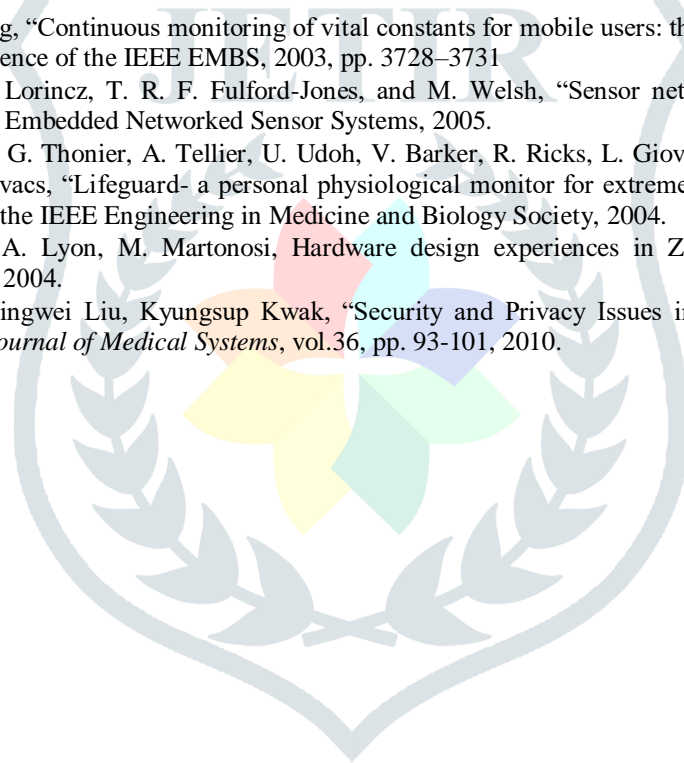 JETIR
g, “Continuous monitoring of vital constants for mobile users: th
ence of the IEEE EMBS, 2003, pp. 3728–3731
Lorincz, T. R. F. Fulford-Jones, and M. Welsh, “Sensor net
Embedded Networked Sensor Systems, 2005.
G. Thonier, A. Tellier, U. Udoh, V. Barker, R. Ricks, L. Giov
vacs, “Lifeguard- a personal physiological monitor for extreme
the IEEE Engineering in Medicine and Biology Society, 2004.
A. Lyon, M. Martonosi, Hardware design experiences in Z
2004.
ingwei Liu, Kyungsup Kwak, “Security and Privacy Issues in
ournal of Medical Systems, vol.36, pp. 93-101, 2010.